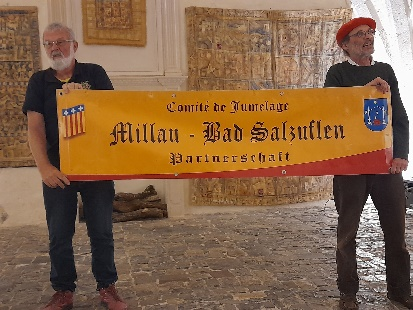 Comité de Jumelage
Millau - Bad Salzuflen
Partnerschaft